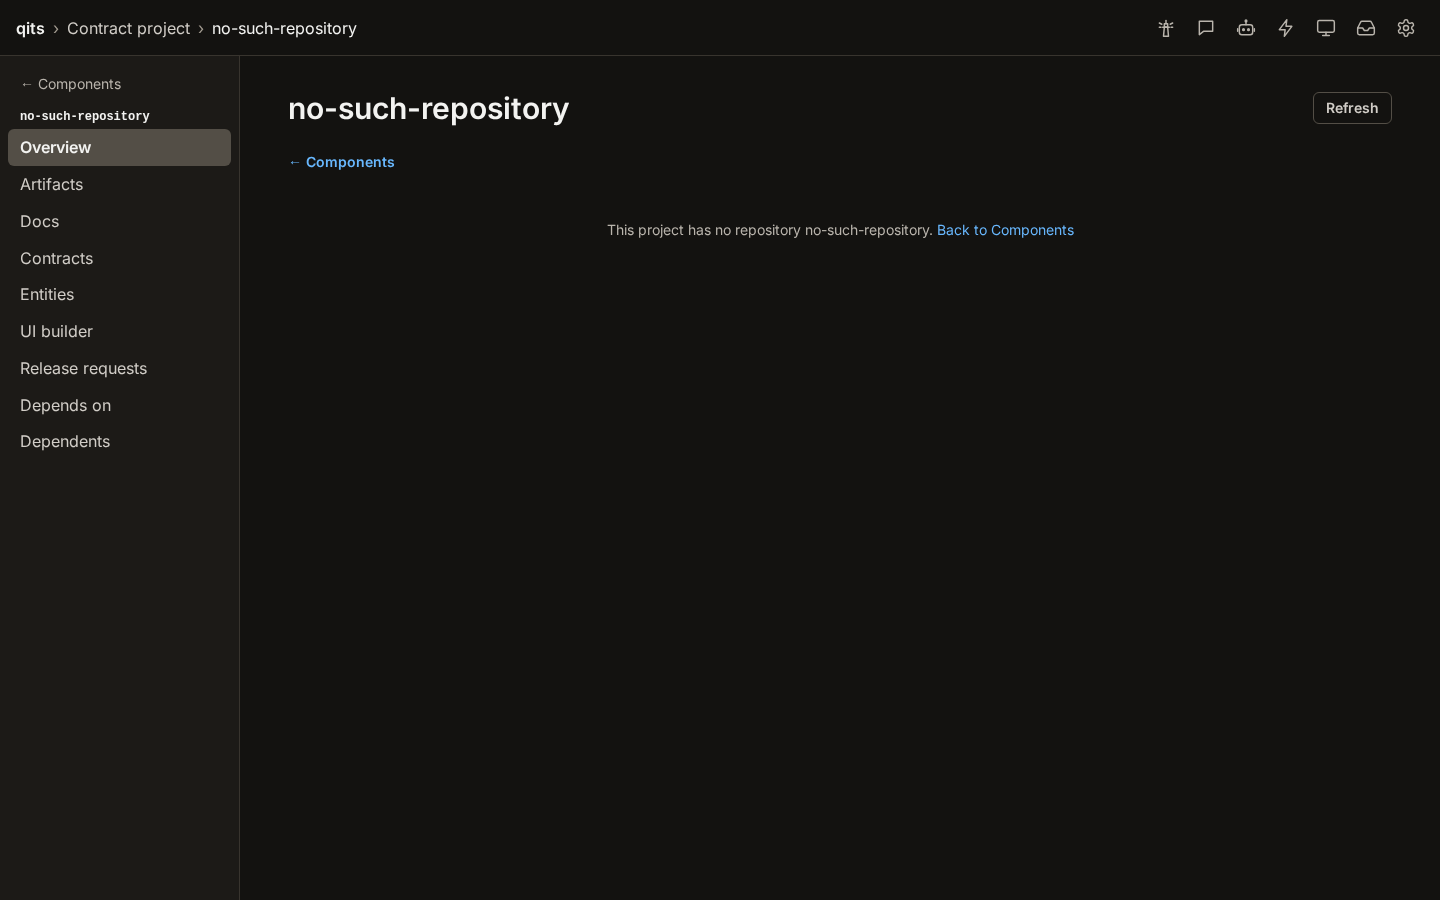 qits › Contract project › no-such-repository
← Components
no-such-repository
Overview
Artifacts
Docs
Contracts
Entities
UI builder
Release requests
Depends on
Dependents
no-such-repository
Refresh
← Components
This project has no repository no-such-repository. Back to Components